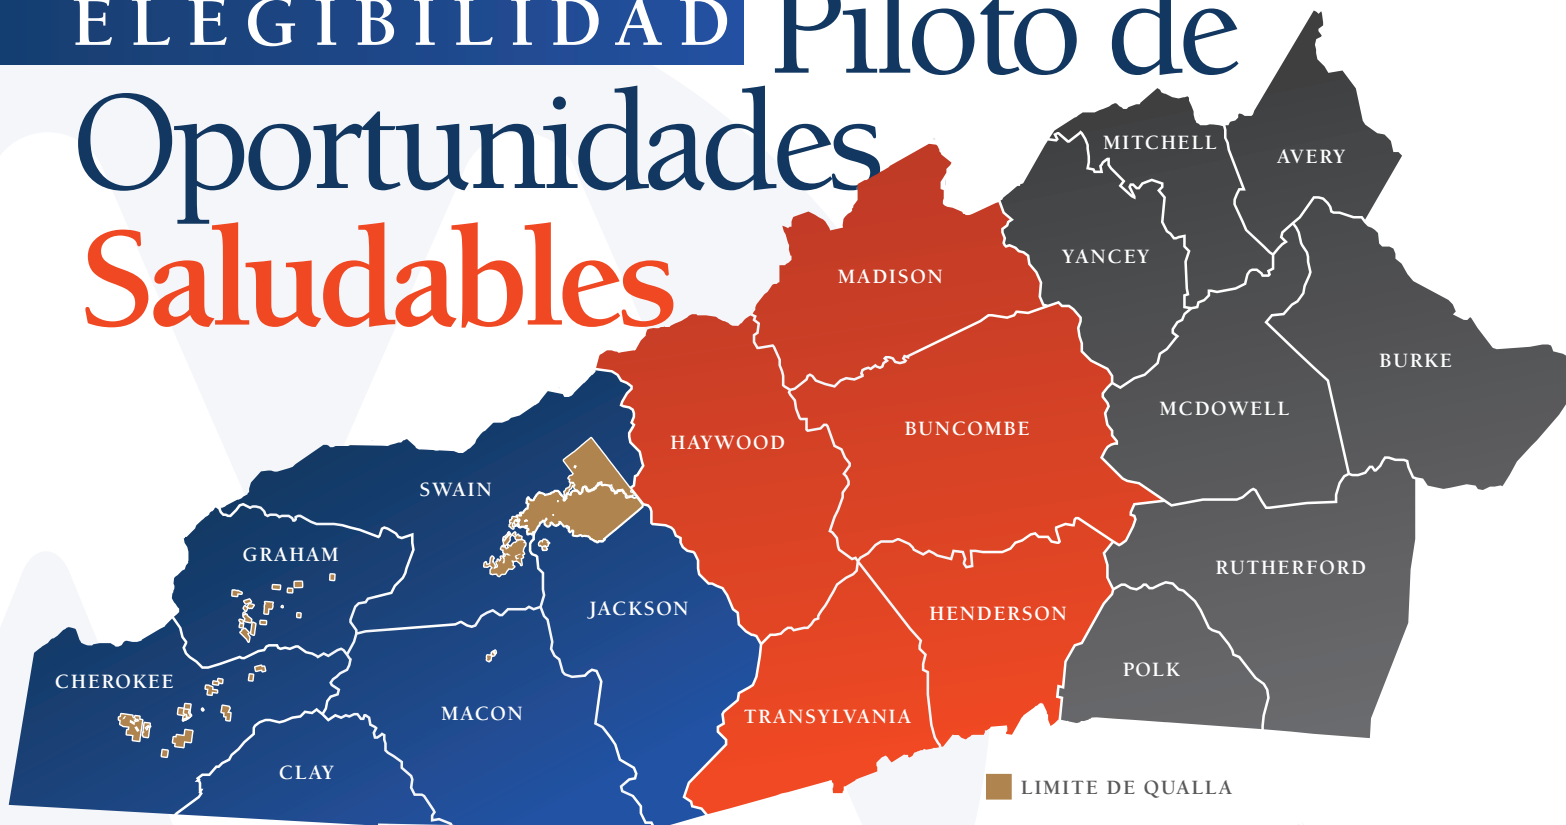 ELEGIBILIDAD Piloto de
Oportunidades
Saludables
MITCHELL
AVERY
YANCEY
MADISON
BURKE
MCDOWELL
BUNCOMBE
HAYWOOD
SWAIN
GRAHAM
RUTHERFORD
JACKSON
HENDERSON
POLK
CHEROKEE
MACON
TRANSYLVANIA
CLAY
LIMITE DE QUALLA